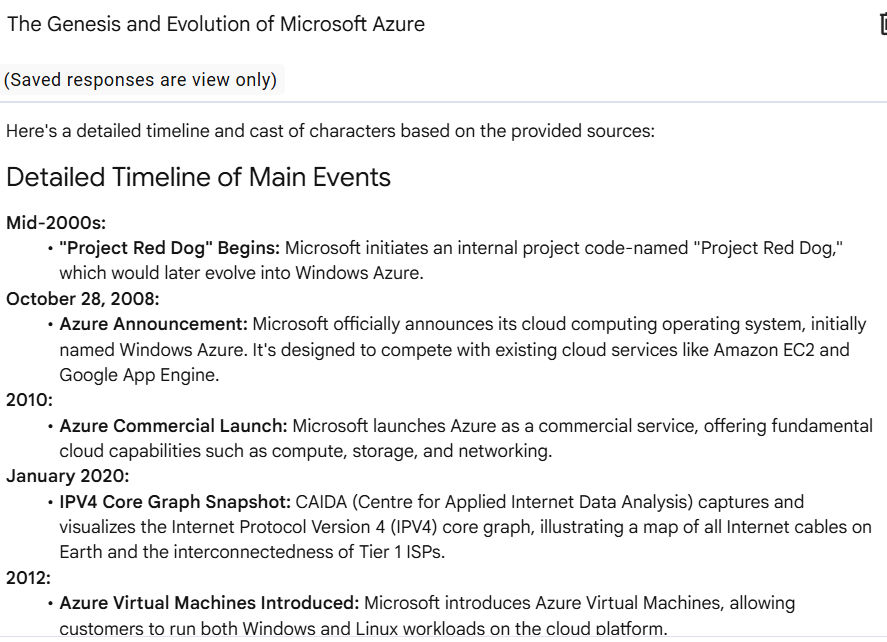 The Genesis and Evolution of Microsoft Azure
(Saved responses are view only)
Here's a detailed timeline and cast of characters based on the provided sources:
Detailed Timeline of Main Events
Mid-2000s:
• "Project Red Dog" Begins: Microsoft initiates an internal project code-named "Project Red Dog,"
which would later evolve into Windows Azure.
October 28, 2008:
• Azure Announcement: Microsoft officially announces its cloud computing operating system, initially
named Windows Azure. It's designed to compete with existing cloud services like Amazon EC2 and
Google App Engine.
2010:
• Azure Commercial Launch: Microsoft launches Azure as a commercial service, offering fundamental
cloud capabilities such as compute, storage, and networking.
January 2020:
• IPV4 Core Graph Snapshot: CAIDA (Centre for Applied Internet Data Analysis) captures and
visualizes the Internet Protocol Version 4 (IPV4) core graph, illustrating a map of all Internet cables on
Earth and the interconnectedness of Tier 1 ISPs.
2012:
• Azure Virtual Machines Introduced: Microsoft introduces Azure Virtual Machines, allowing
customers to run both Windows and Linux workloads on the cloud platform.